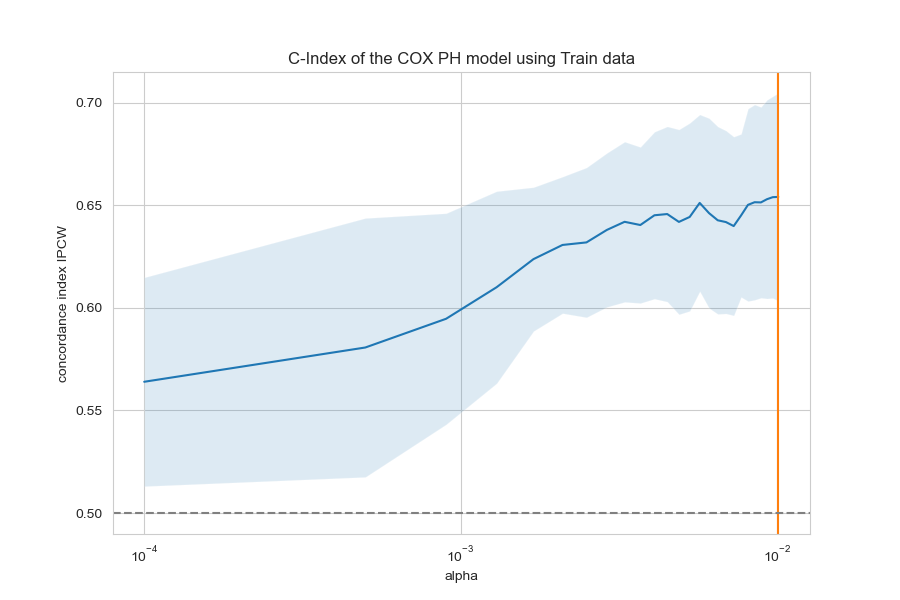 C-Index of the COX PH model using Train data
concordance index IPCW
0.70
0.65
0.60
0.55
0.50
10⁻⁴
10⁻³
10⁻²
alpha